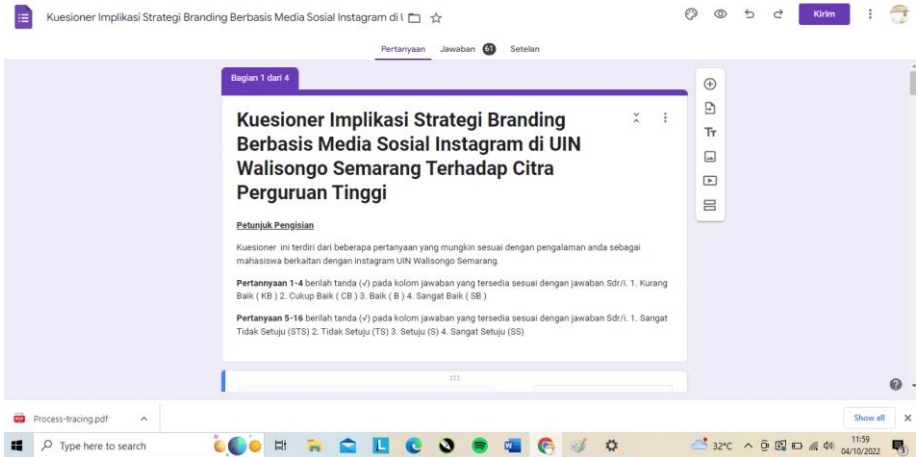 Kuesioner Implikasi Strategi Branding Berbasis Media Sosial Instagram di U
Kirim
Pertanyaan Jawaban 61 Setelan
Bagian 1 dari 4
Kuesioner Implikasi Strategi Branding
Berbasis Media Sosial Instagram di UIN
Walisongo Semarang Terhadap Citra
Perguruan Tinggi
Petunjuk Pengisian
Kuesioner ini terdiri dari beberapa pertanyaan yang mungkin sesuai dengan pengalaman anda sebagai
mahasiswa berkaitan dengan instagram UIN Walisongo Semarang.
Pertannyaan 1-4 berilah tanda (√) pada kolom jawaban yang tersedia sesuai dengan jawaban Sdr/i. 1. Kurang
Baik ( KB ) 2. Cukup Baik ( CB ) 3. Baik ( B ) 4. Sangat Baik ( SB )
Pertanyaan 5-16 berilah tanda (√) pada kolom jawaban yang tersedia sesuai dengan jawaban Sdr/i. 1. Sangat
Tidak Setuju (STS) 2. Tidak Setuju (TS) 3. Setuju (S) 4. Sangat Setuju (SS)
Tт
Process-tracing.pdf
Show all
Type here to search
32°C
11:59
04/10/2022